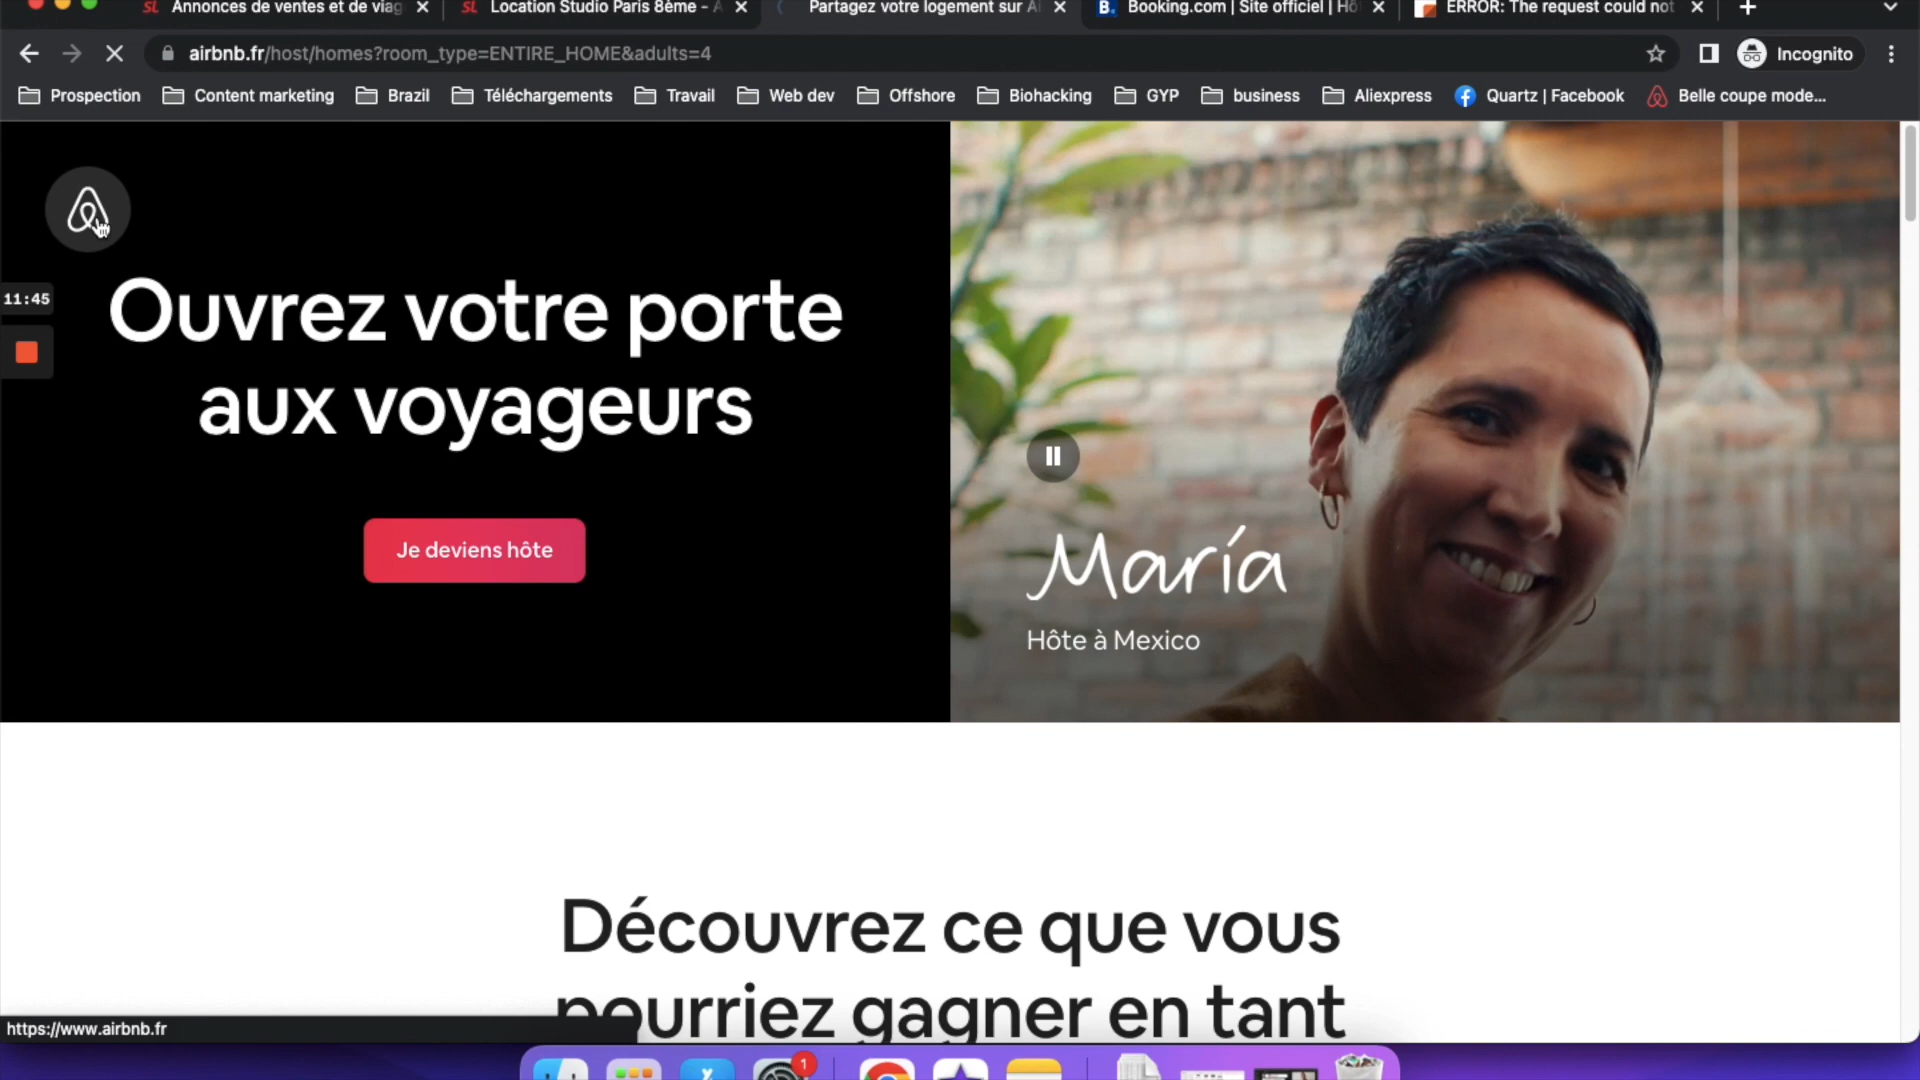 Annonces de ventes et de viag
Location Studio Paris 8ème - A
Partagez votre logement sur Ai
B. Booking.com | Site officiel | Hô
ERROR: The request could not
airbnb.fr/host/homes?room_type=ENTIRE_HOME&adults=4
Incognito
Prospection
Content marketing
Brazil
Téléchargements
Travail
Web dev
Offshore
Biohacking
GYP
business
Aliexpress
Quartz | Facebook
Belle coupe mode...
11:45
Ouvrez votre porte
aux voyageurs
Je deviens hôte
María
Hôte à Mexico
Découvrez ce que vous
pourriez gagner en tant
https://www.airbnb.fr
1